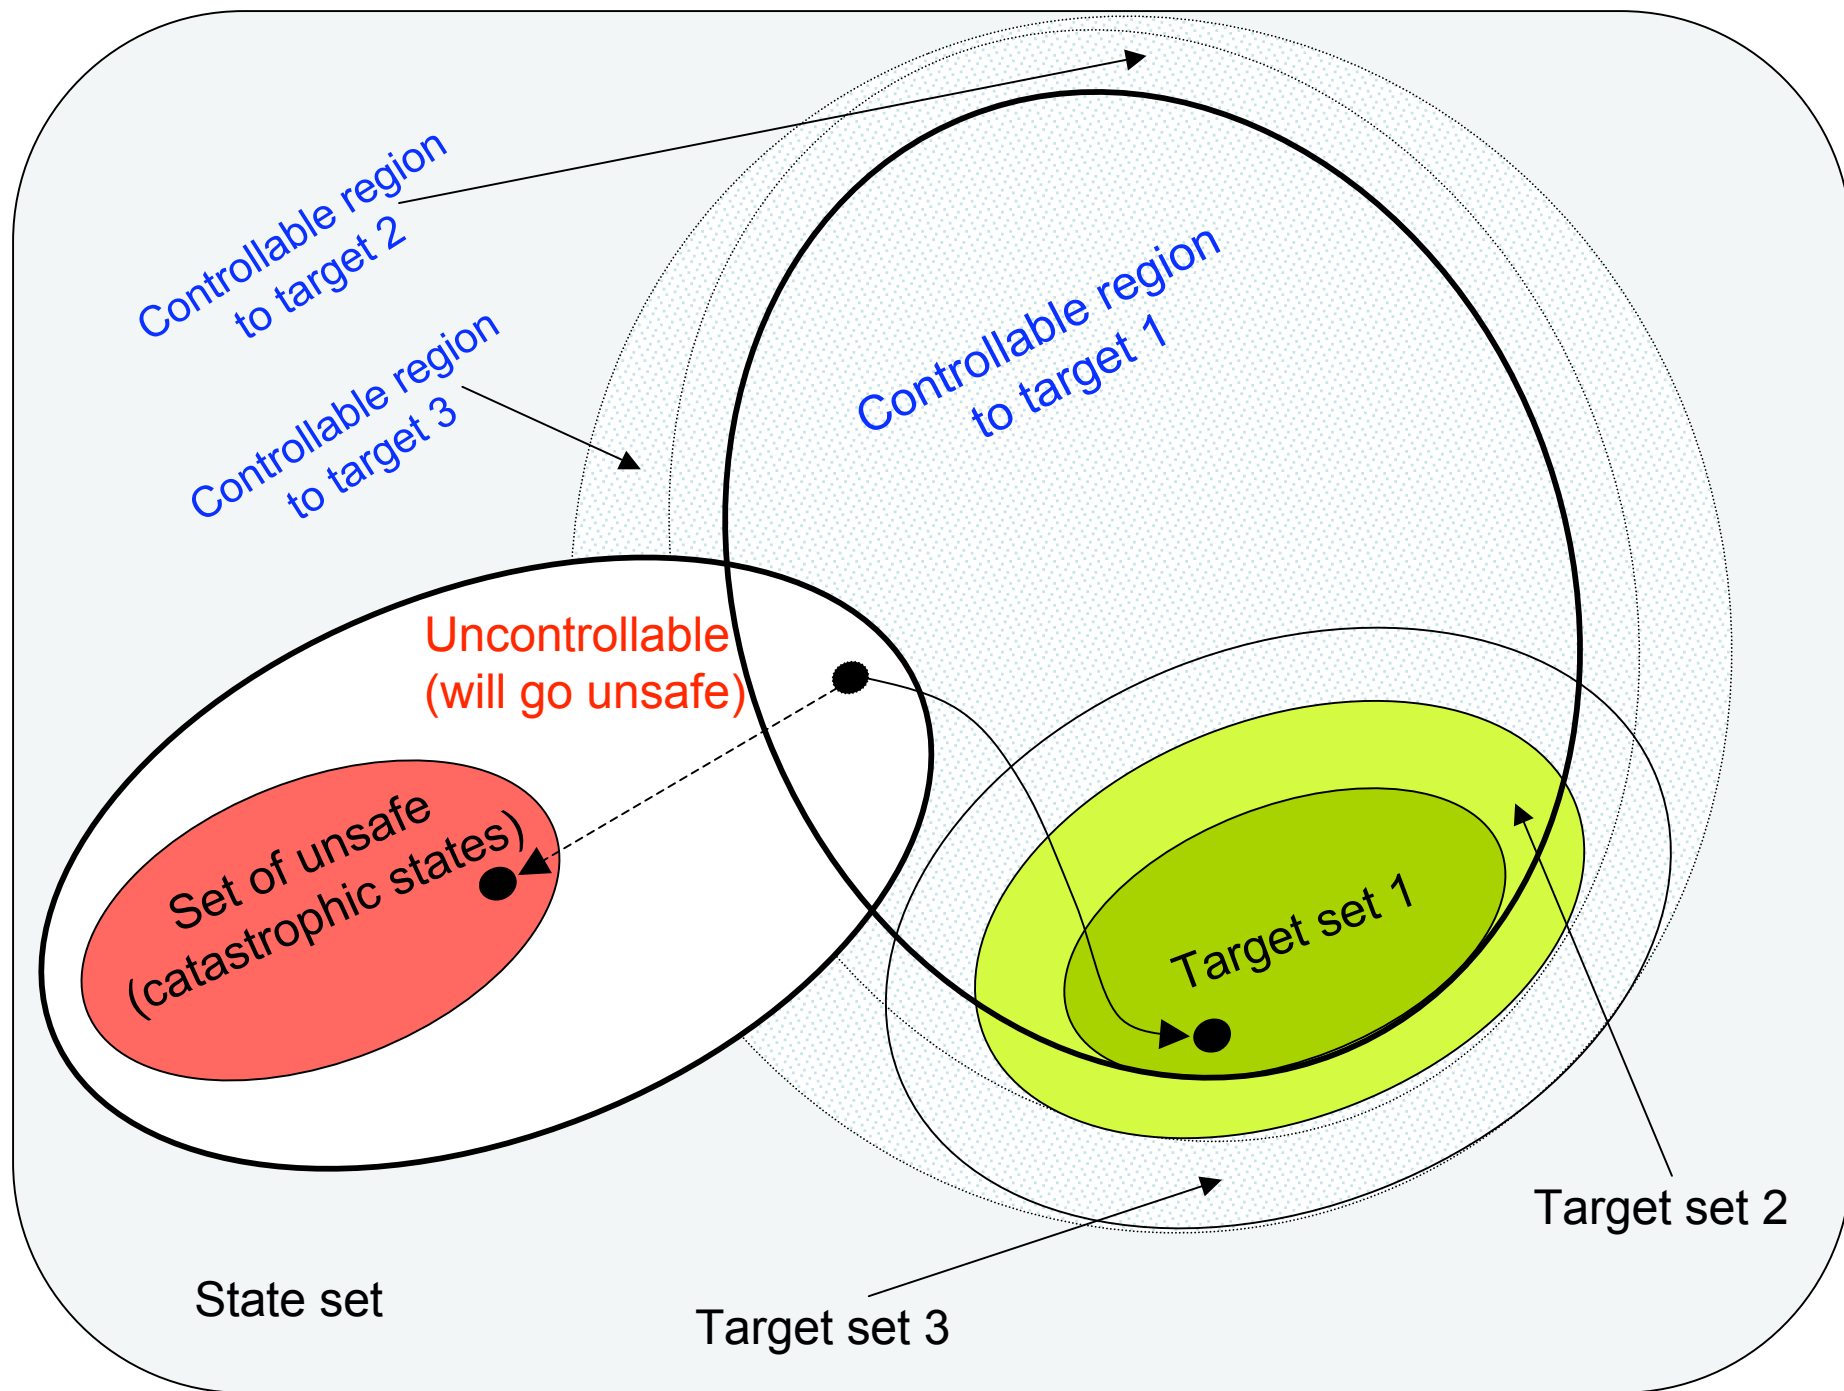 Controllable region
to target 2
Controllable region
to target 1
Controllable region
to target 3
Uncontrollable
(will go unsafe)
Set of unsafe
(catastrophic states)
Target set 1
Target set 2
State set
Target set 3